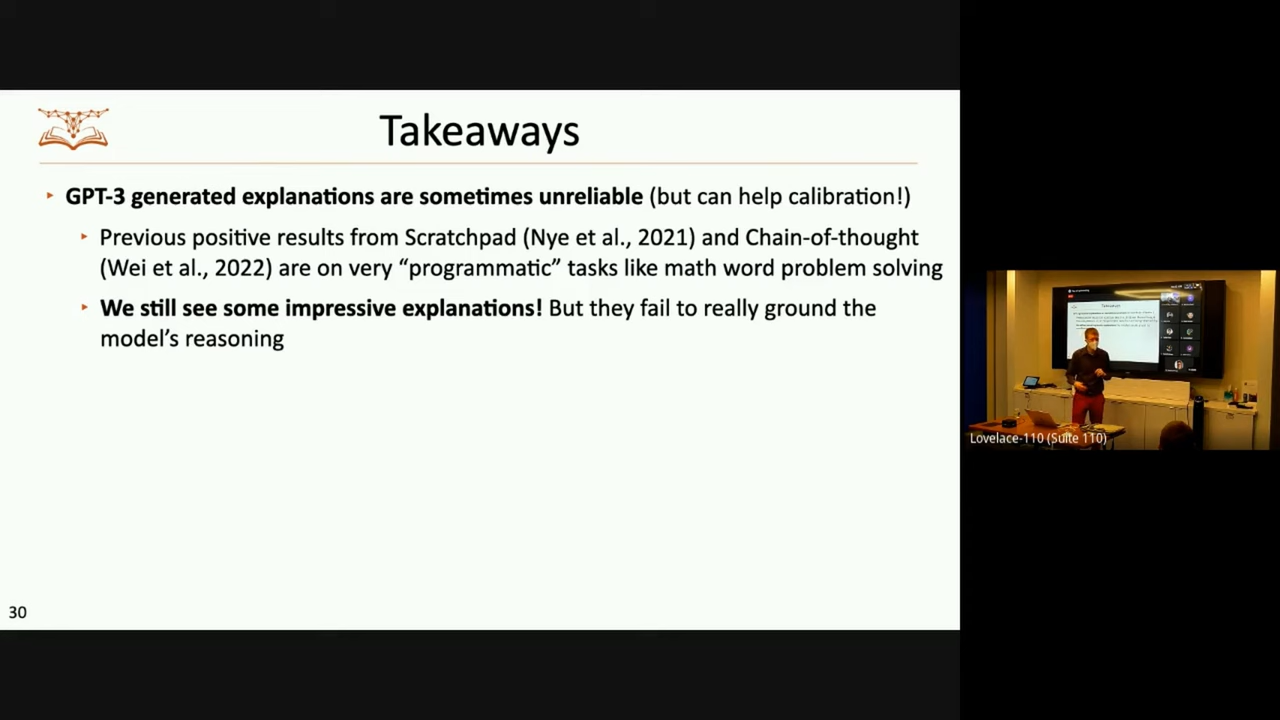 Takeaways
GPT-3 generated explanations are sometimes unreliable (but can help calibration!)
Previous positive results from Scratchpad (Nye et al., 2021) and Chain-of-thought
(Wei et al., 2022) are on very “programmatic” tasks like math word problem solving
We still see some impressive explanations! But they fail to really ground the
model’s reasoning
30
Takeaways
Lovelace-110 (Suite 110)